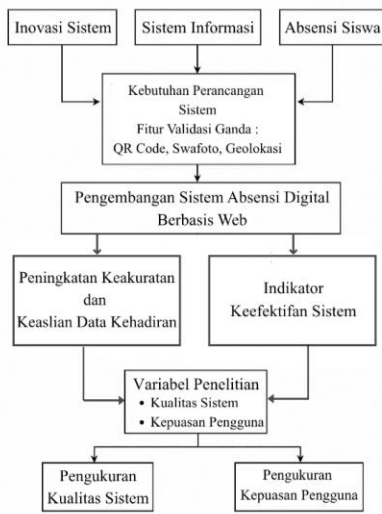 Inovasi Sistem
Sistem Informasi
Absensi Siswa
Kebutuhan Perancangan
Sistem
Fitur Validasi Ganda :
QR Code, Swafoto, Geolokasi
Pengembangan Sistem Absensi Digital
Berbasis Web
Peningkatan Keakuratan
dan
Keaslian Data Kehadiran
Indikator
Keefektifan Sistem
Variabel Penelitian
• Kualitas Sistem
• Kepuasan Pengguna
Pengukuran
Kualitas Sistem
Pengukuran
Kepuasan Pengguna